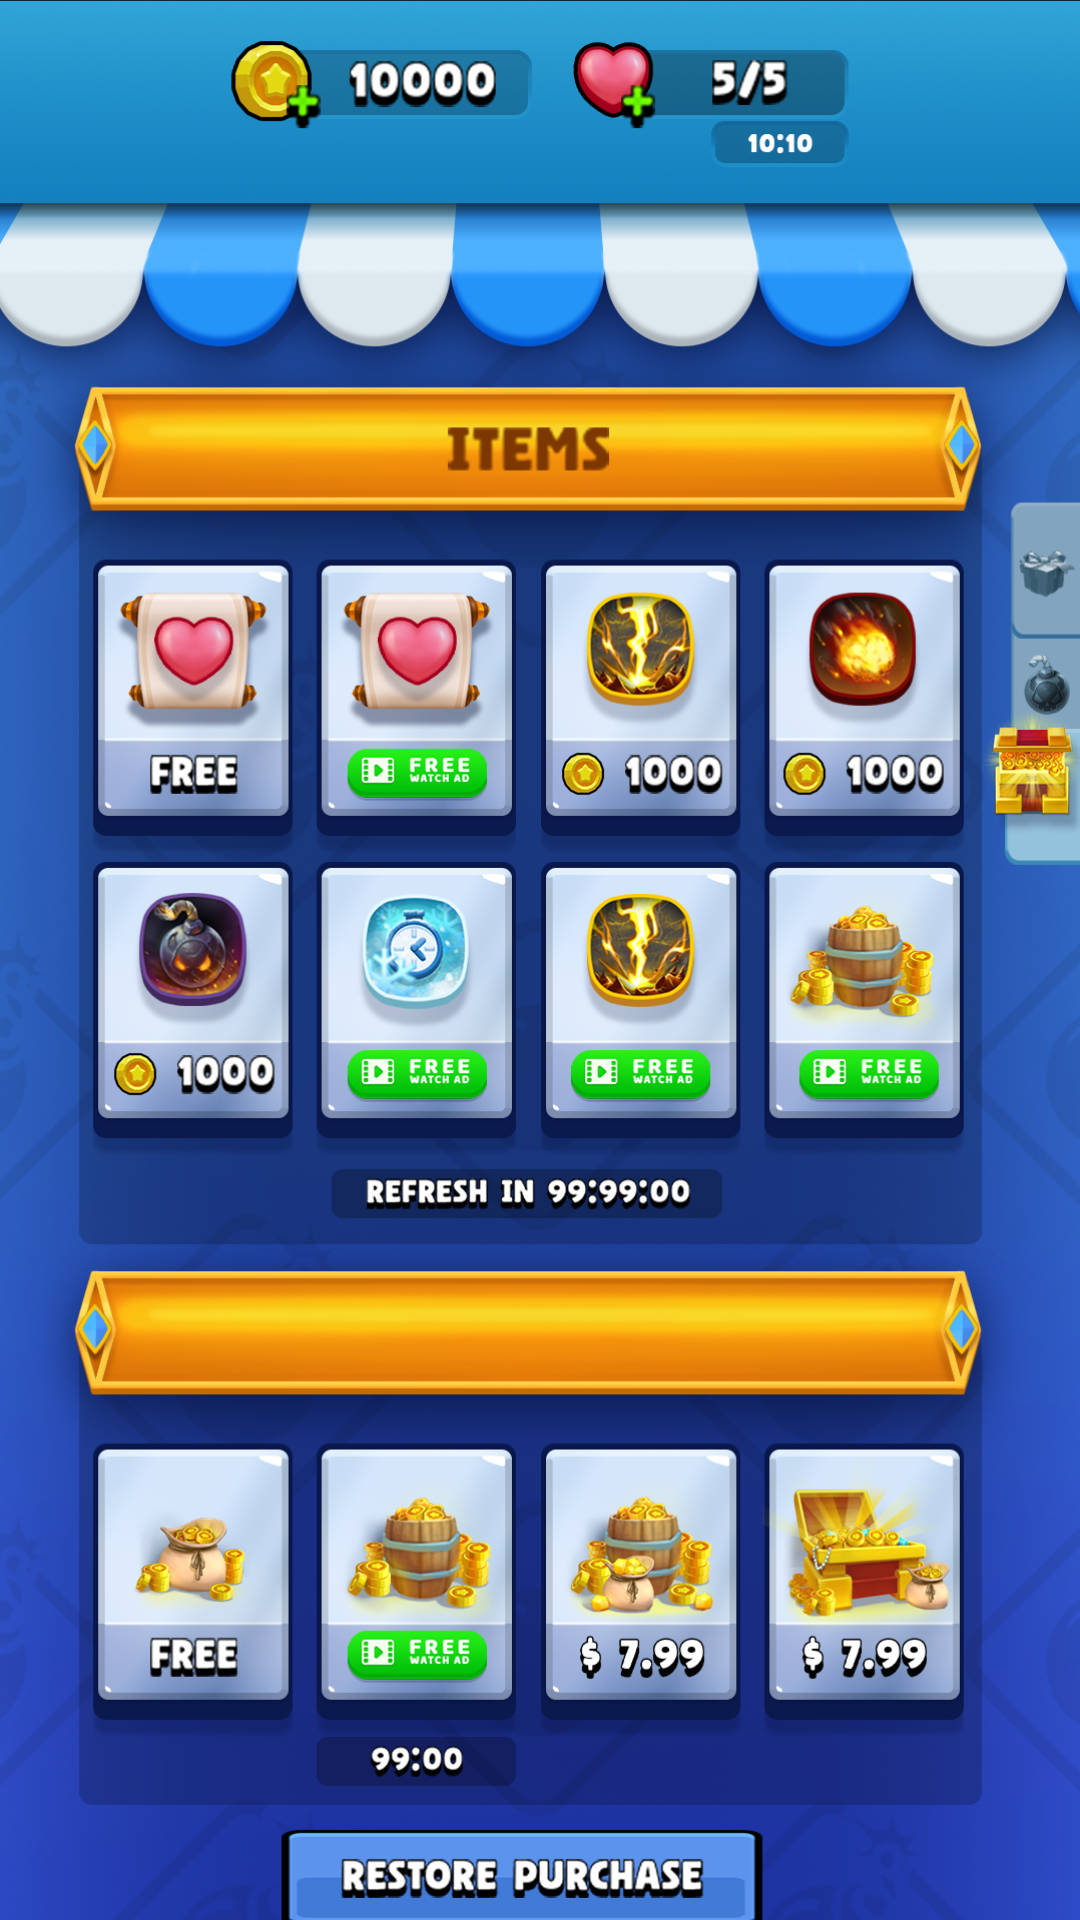 10000
5/5
10:10
ITEMS
FREE
FREE
WATCH AD
1000
1000
1000
FREE
WATCH AD
FREE
WATCH AD
FREE
WATCH AD
REFRESH IN 99:99:00
FREE
FREE
WATCH AD
$ 7.99
$ 7.99
99:00
RESTORE PURCHASE